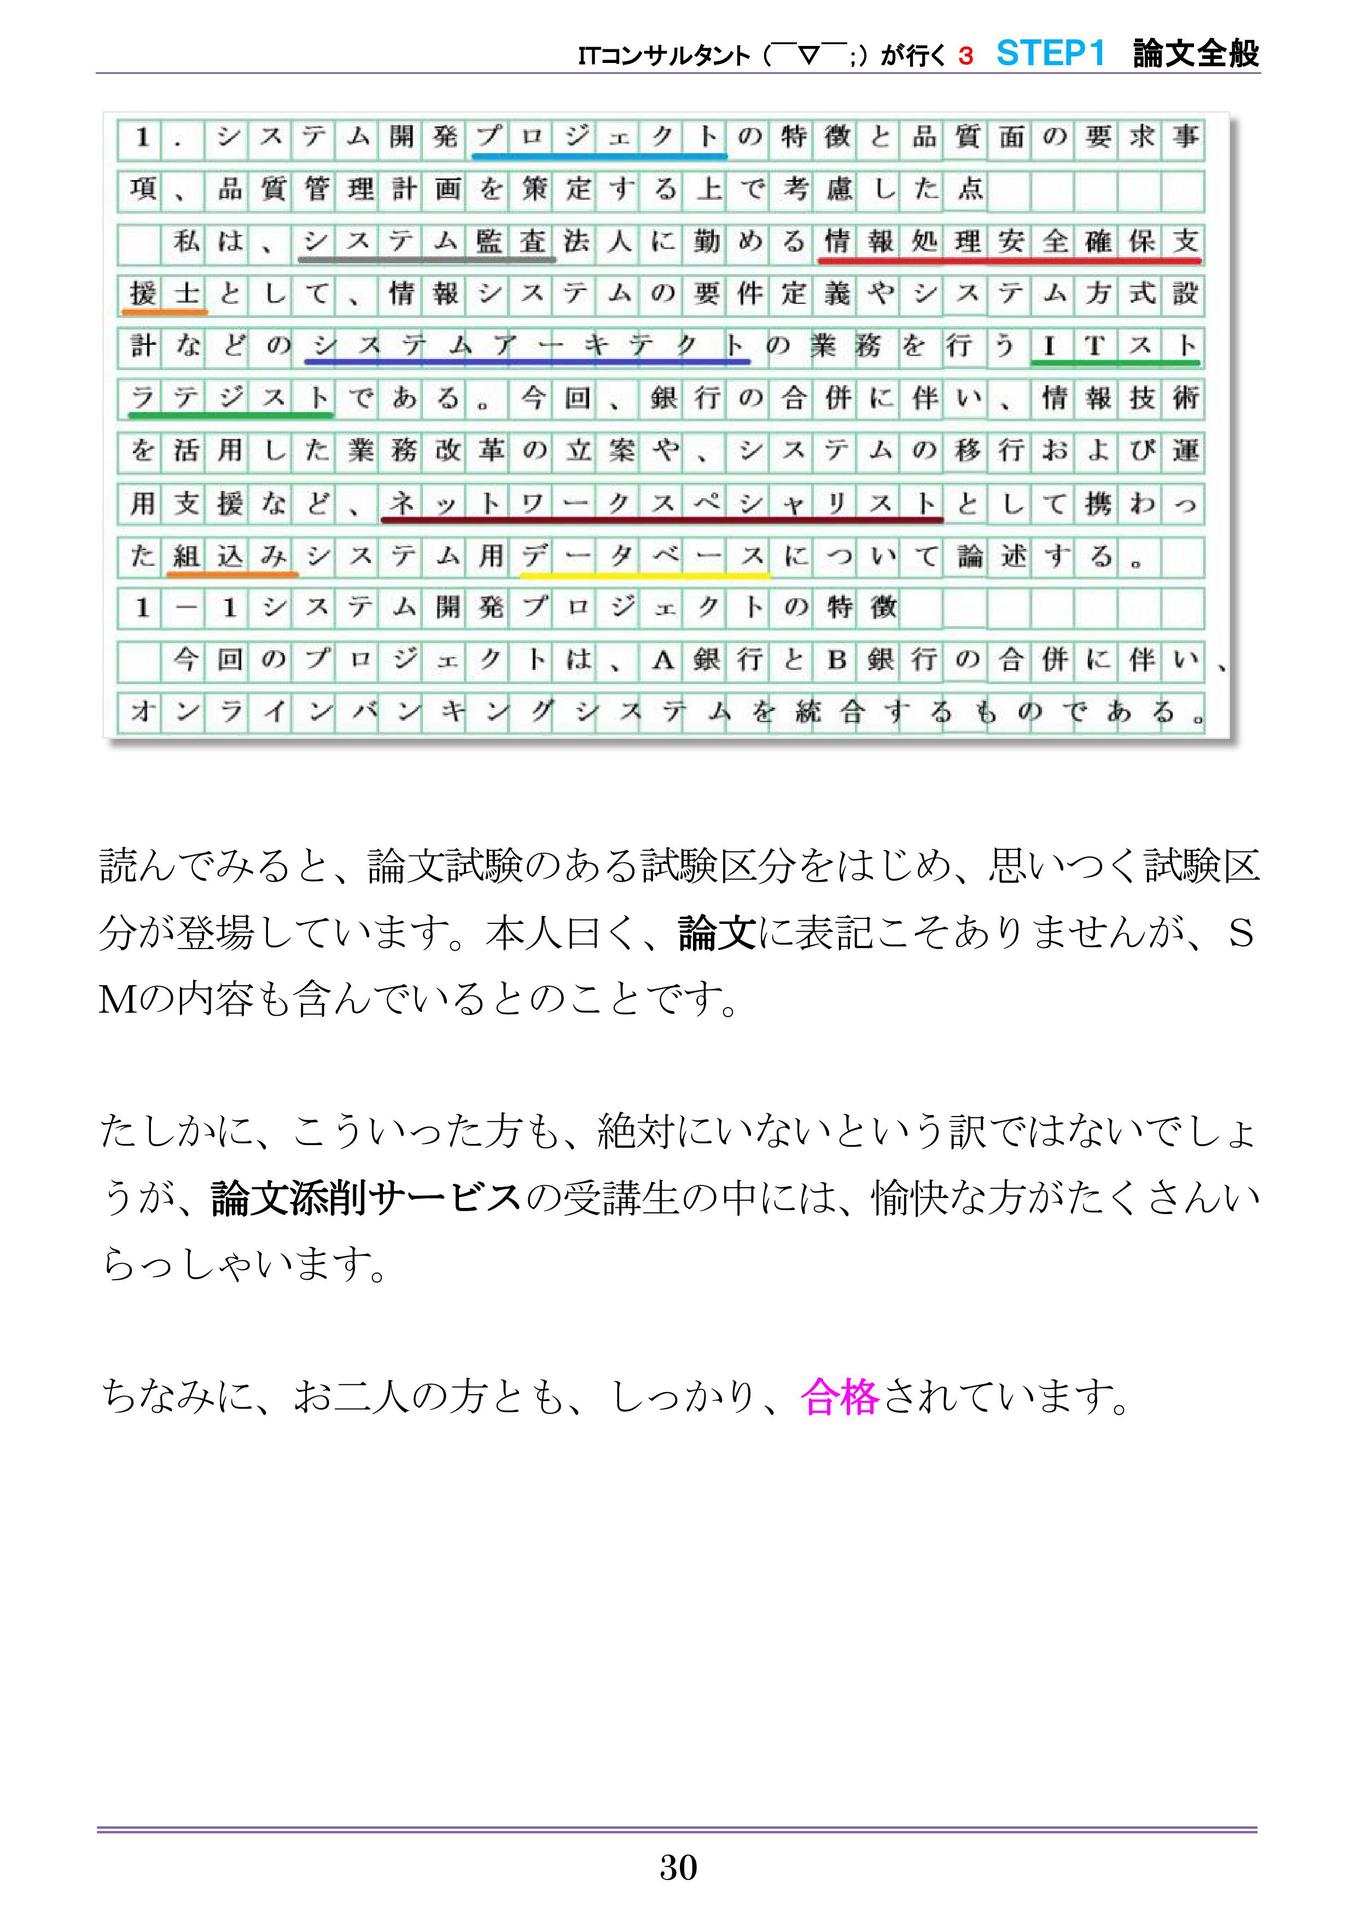 ITコンサルタント（￣▽￣;）が行く 3 STEP1 論文全般
1．システム開発プロジェクトの特徴と品質面の要求事
項、品質管理計画を策定する上で考慮した点
　私は、システム監査法人に勤める情報処理安全確保支
援士として、情報システムの要件定義やシステム方式設
計などのシステムアーキテクトの業務を行うITスト
ラテジストである。今回、銀行の合併に伴い、情報技術
を活用した業務改革の立案や、システムの移行および運
用支援など、ネットワークスペシャリストとして携わっ
た組込みシステム用データベースについて論述する。
1－1システム開発プロジェクトの特徴
　今回のプロジェクトは、A銀行とB銀行の合併に伴い、
オンラインバンキングシステムを統合するものである。
読んでみると、論文試験のある試験区分をはじめ、思いつく試験区
分が登場しています。本人曰く、論文に表記こそありませんが、S
Mの内容も含んでいるとのことです。
たしかに、こういった方も、絶対にいないという訳ではないでしょ
うが、論文添削サービスの受講生の中には、愉快な方がたくさんい
らっしゃいます。
ちなみに、お二人の方とも、しっかり、合格されています。
30